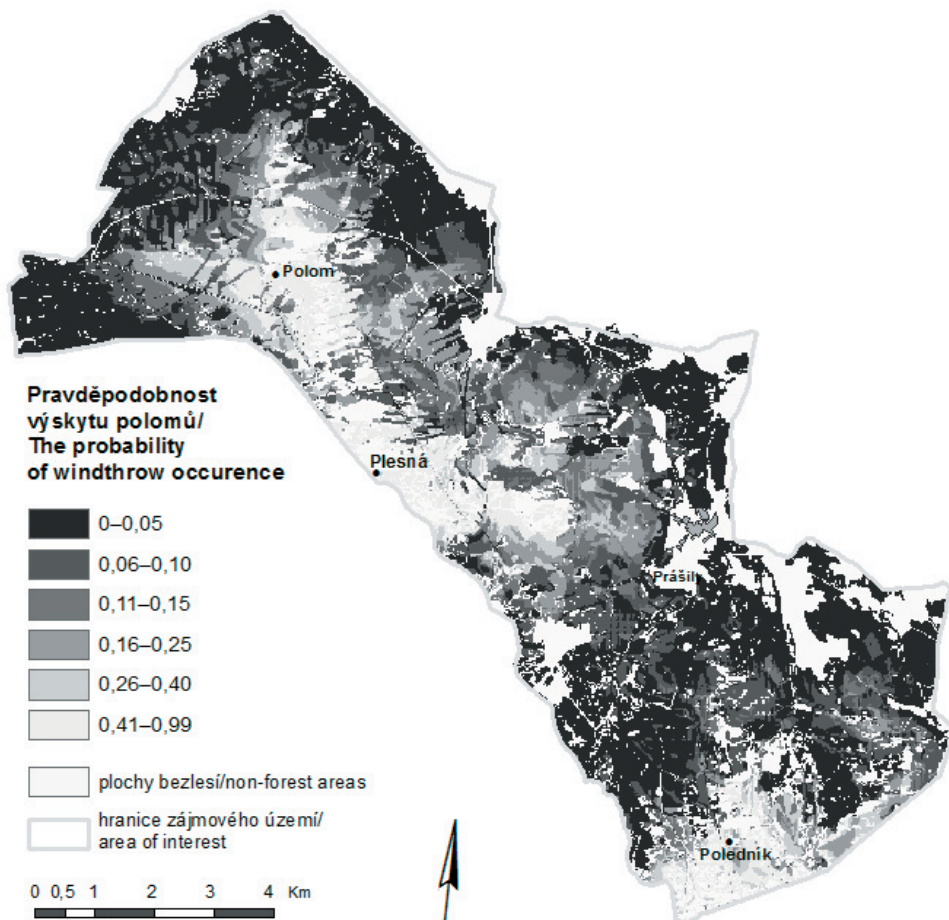 Polom
Pravděpodobnost
výskytu polomů/
The probability
of windthrow occurence
Plesná
0–0,05
0,06–0,10
0,11–0,15
0,16–0,25
0,26–0,40
0,41–0,99
Prášily
plochy bezlesí/non-forest areas
hranice zájmového území/
area of interest
Poledník
0 0,5 1 2 3 4 Km